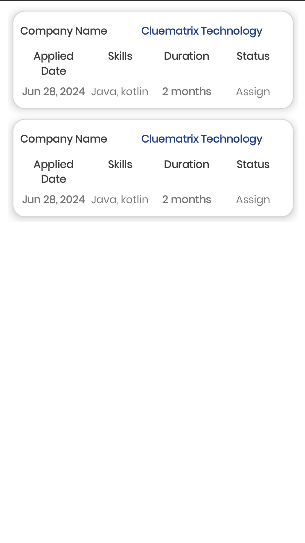 Company Name Cluematrix Technology
Applied Date Skills Duration Status
Jun 28, 2024 Java, kotlin 2 months Assign
Company Name Cluematrix Technology
Applied Date Skills Duration Status
Jun 28, 2024 Java, kotlin 2 months Assign